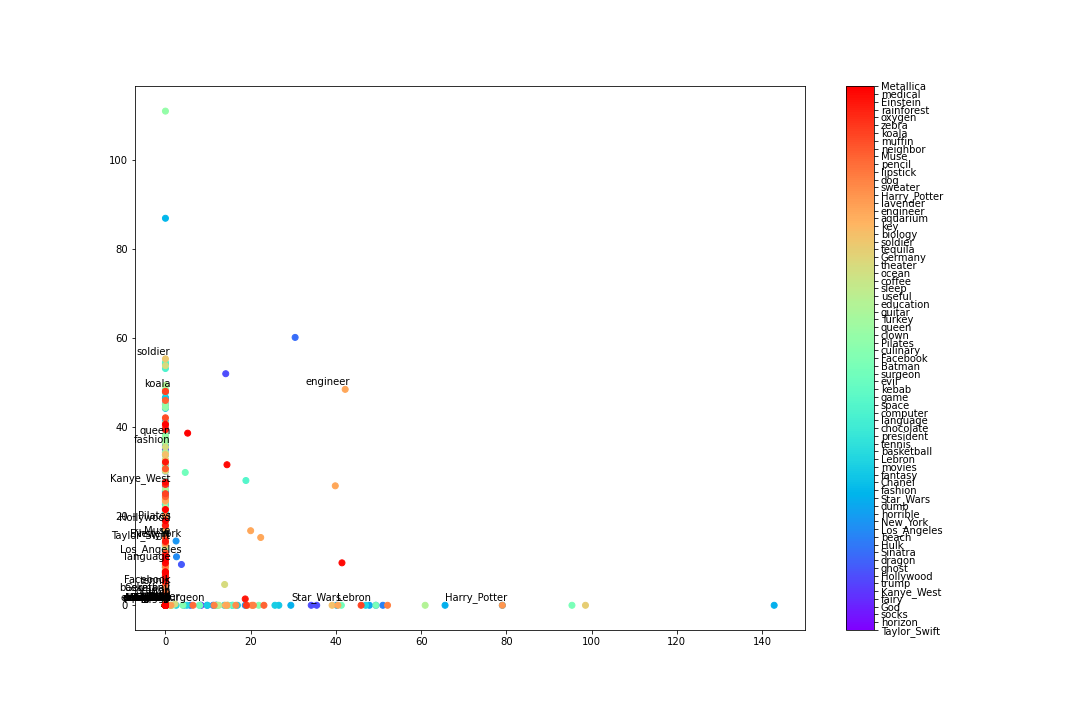 100
80
60
40
20
0
0
20
40
60
80
100
120
140
soldier
koala
engineer
queen
fashion
Kanye_West
Pilates
Hollywood
Muse
Taylor_Swift
Los_Angeles
language
Facebook
Star_Wars
Lebron
Harry_Potter
Metallica
medical
Einstein
rainforest
oxygen
zebra
koala
muffin
neighbor
Muse
pencil
lipstick
dog
sweater
Harry_Potter
lavender
engineer
aquarium
key
biology
soldier
tequila
Germany
theater
ocean
coffee
sleep
useful
education
guitar
Turkey
queen
clown
Pilates
culinary
Facebook
Batman
surgeon
evil
kebab
game
space
computer
language
chocolate
president
tennis
basketball
Lebron
movies
fantasy
Chanel
fashion
Star_Wars
dump
horrible
New_York
Los_Angeles
beach
Hulk
Sinatra
dragon
ghost
Hollywood
trump
Kanye_West
fairy
God
socks
horizon
Taylor_Swift